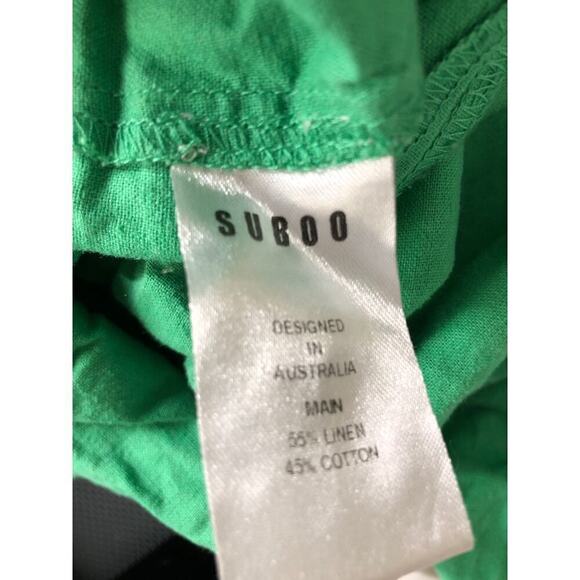 SUBOO
DESIGNED
IN
AUSTRALIA
MAIN
55% LINEN
45% COTTON